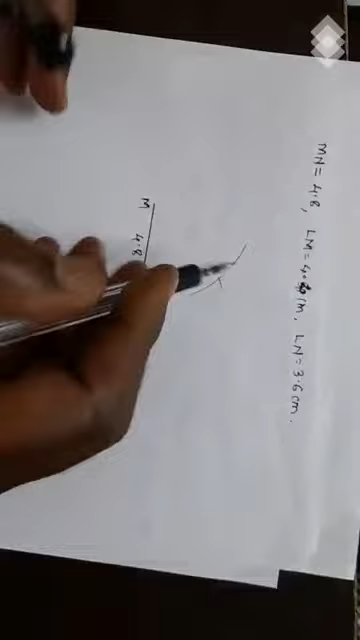 MN = 4.8, LM = 4. cm. LN = 3.6 cm.
M 4.8